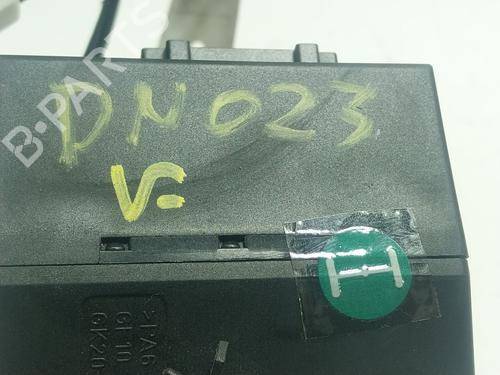 B-PARTS
DN023
V-
H
>PA6
GF10
GK20